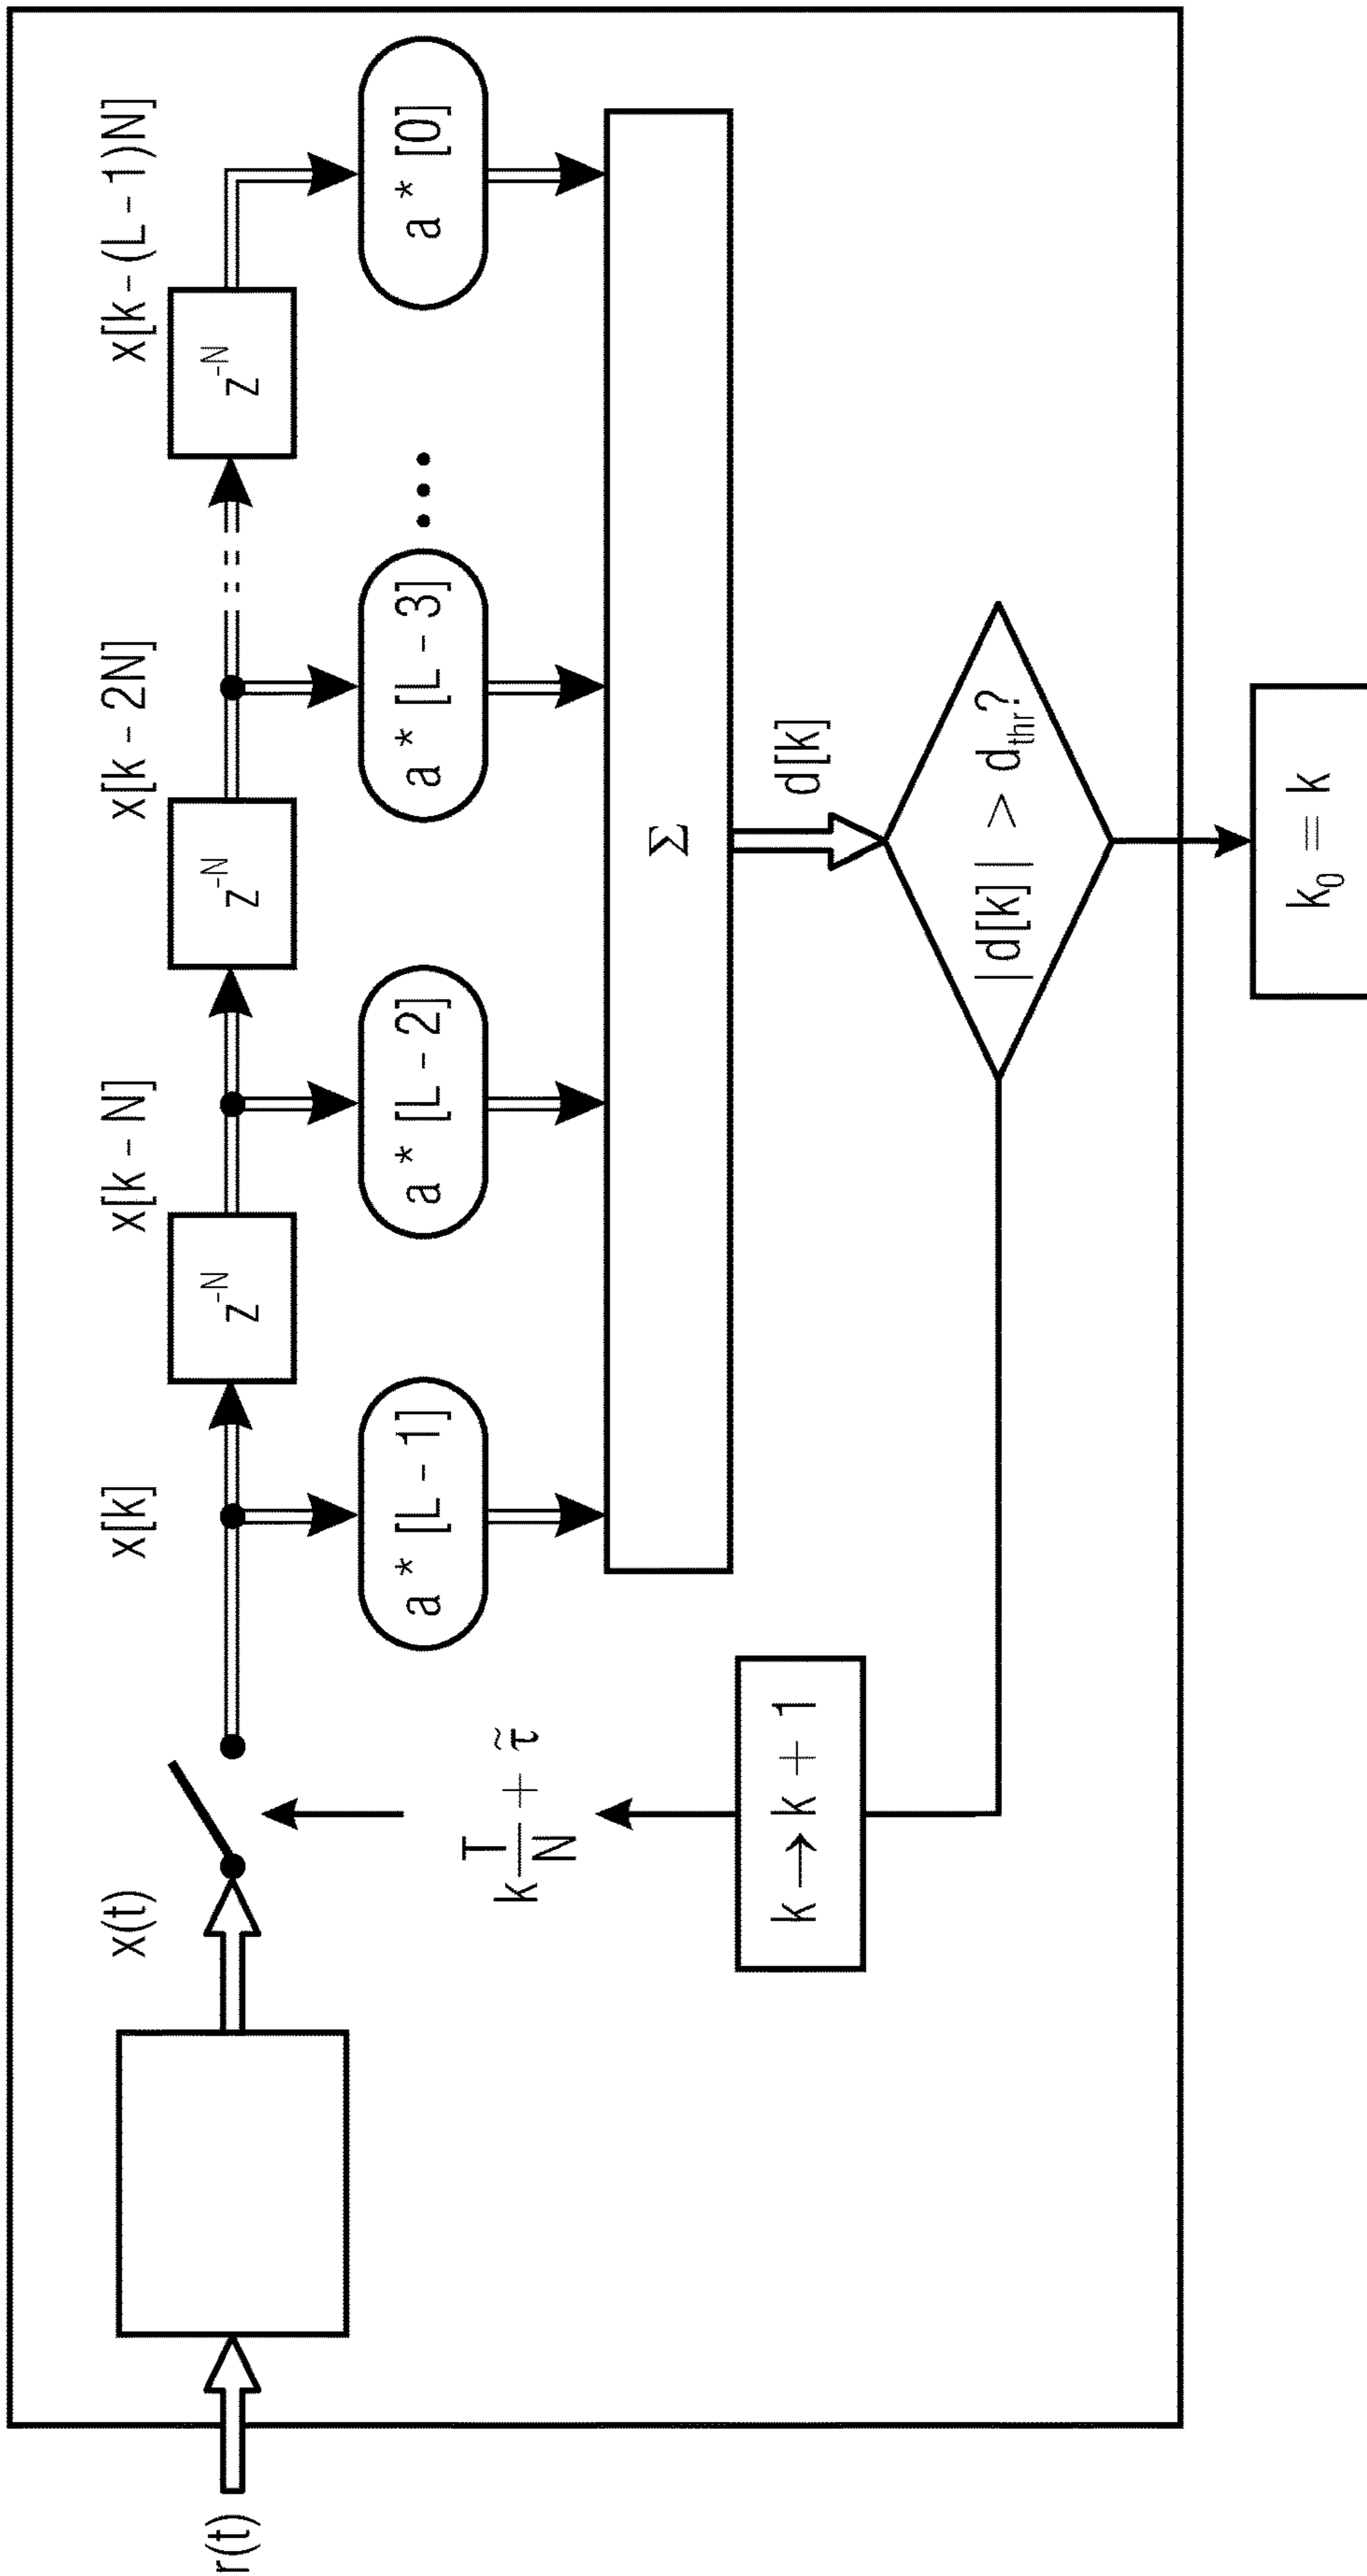 r(t)
x(t)
x[k]
x[k - N]
x[k - 2N]
x[k - (L - 1)N]
z^-N
z^-N
z^-N
a * [L - 1]
a * [L - 2]
a * [L - 3]
• • •
a * [0]
k T/N + τ̃
Σ
k → k + 1
d[k]
|d[k]| > d_thr?
k_0 = k